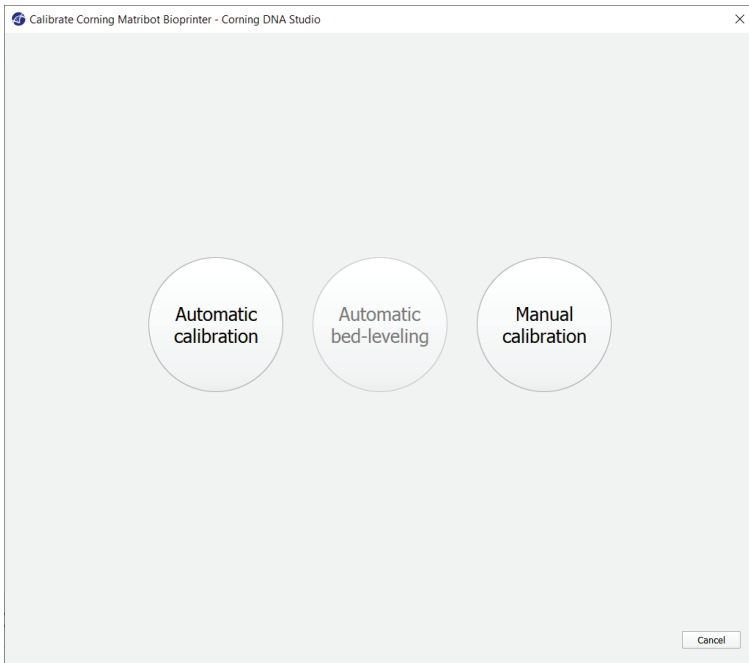 Calibrate Corning Matribot Bioprinter - Corning DNA Studio
Automatic
calibration
Automatic
bed-leveling
Manual
calibration
Cancel